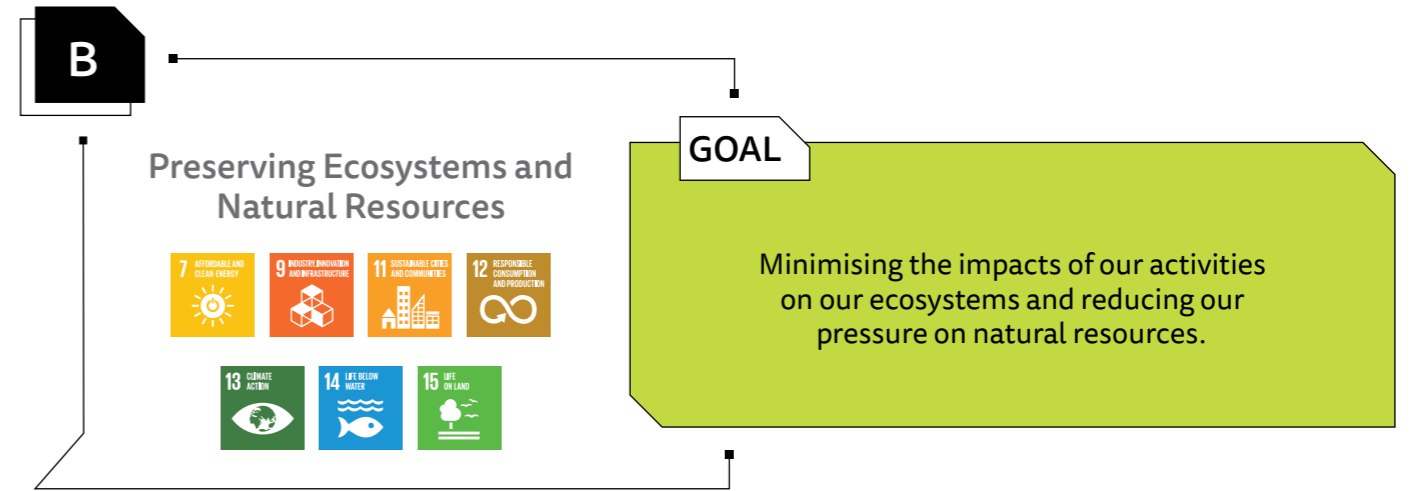 B
Preserving Ecosystems and
Natural Resources
7 AFFORDABLE AND
CLEAN ENERGY
9 INDUSTRY, INNOVATION
AND INFRASTRUCTURE
11 SUSTAINABLE CITIES
AND COMMUNITIES
12 RESPONSIBLE
CONSUMPTION
AND PRODUCTION
13 CLIMATE
ACTION
14 LIFE BELOW
WATER
15 LIFE
ON LAND
GOAL
Minimising the impacts of our activities
on our ecosystems and reducing our
pressure on natural resources.